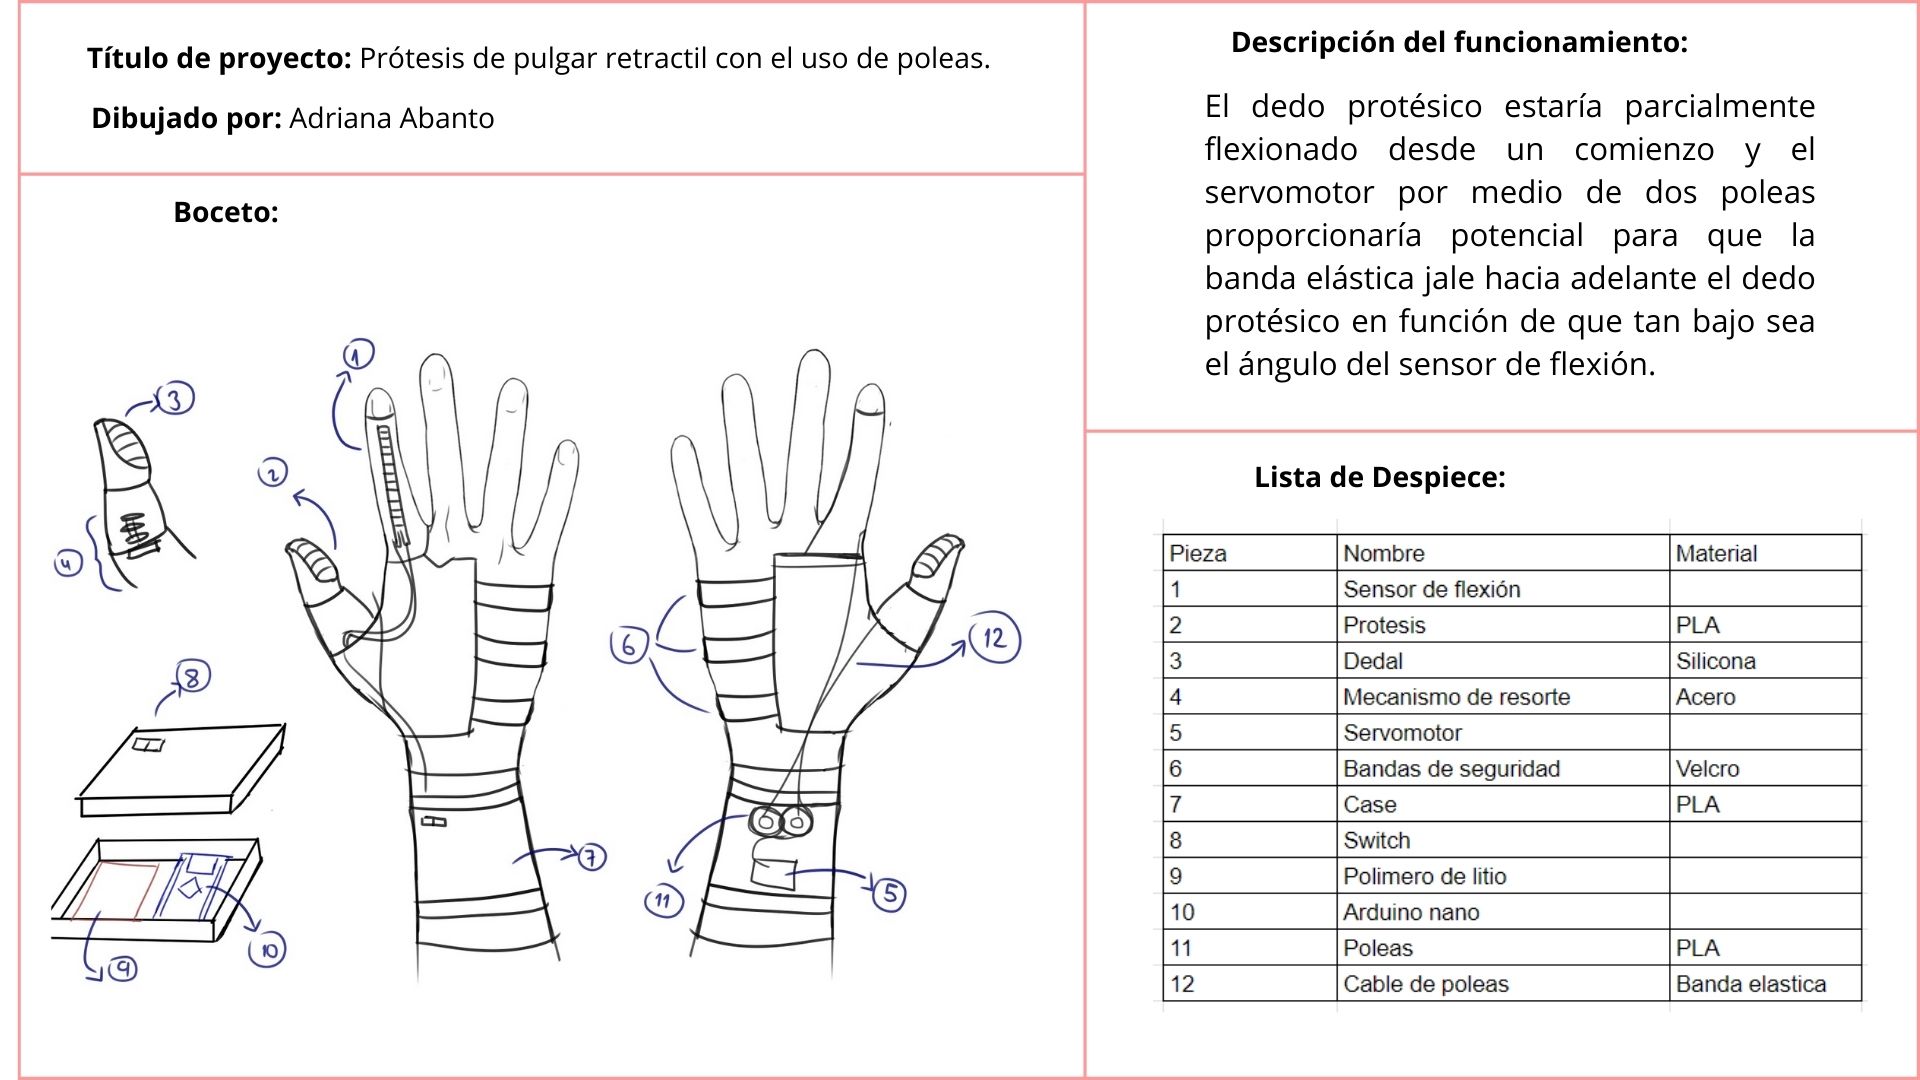 Título de proyecto: Prótesis de pulgar retractil con el uso de poleas.
Dibujado por: Adriana Abanto
Boceto:
1
3
2
4
6
12
8
7
11
5
10
9
Descripción del funcionamiento:
El dedo protésico estaría parcialmente
flexionado desde un comienzo y el
servomotor por medio de dos poleas
proporcionaría potencial para que la
banda elástica jale hacia adelante el dedo
protésico en función de que tan bajo sea
el ángulo del sensor de flexión.
Lista de Despiece:
Pieza Nombre Material
1 Sensor de flexión
2 Protesis PLA
3 Dedal Silicona
4 Mecanismo de resorte Acero
5 Servomotor
6 Bandas de seguridad Velcro
7 Case PLA
8 Switch
9 Polimero de litio
10 Arduino nano
11 Poleas PLA
12 Cable de poleas Banda elastica